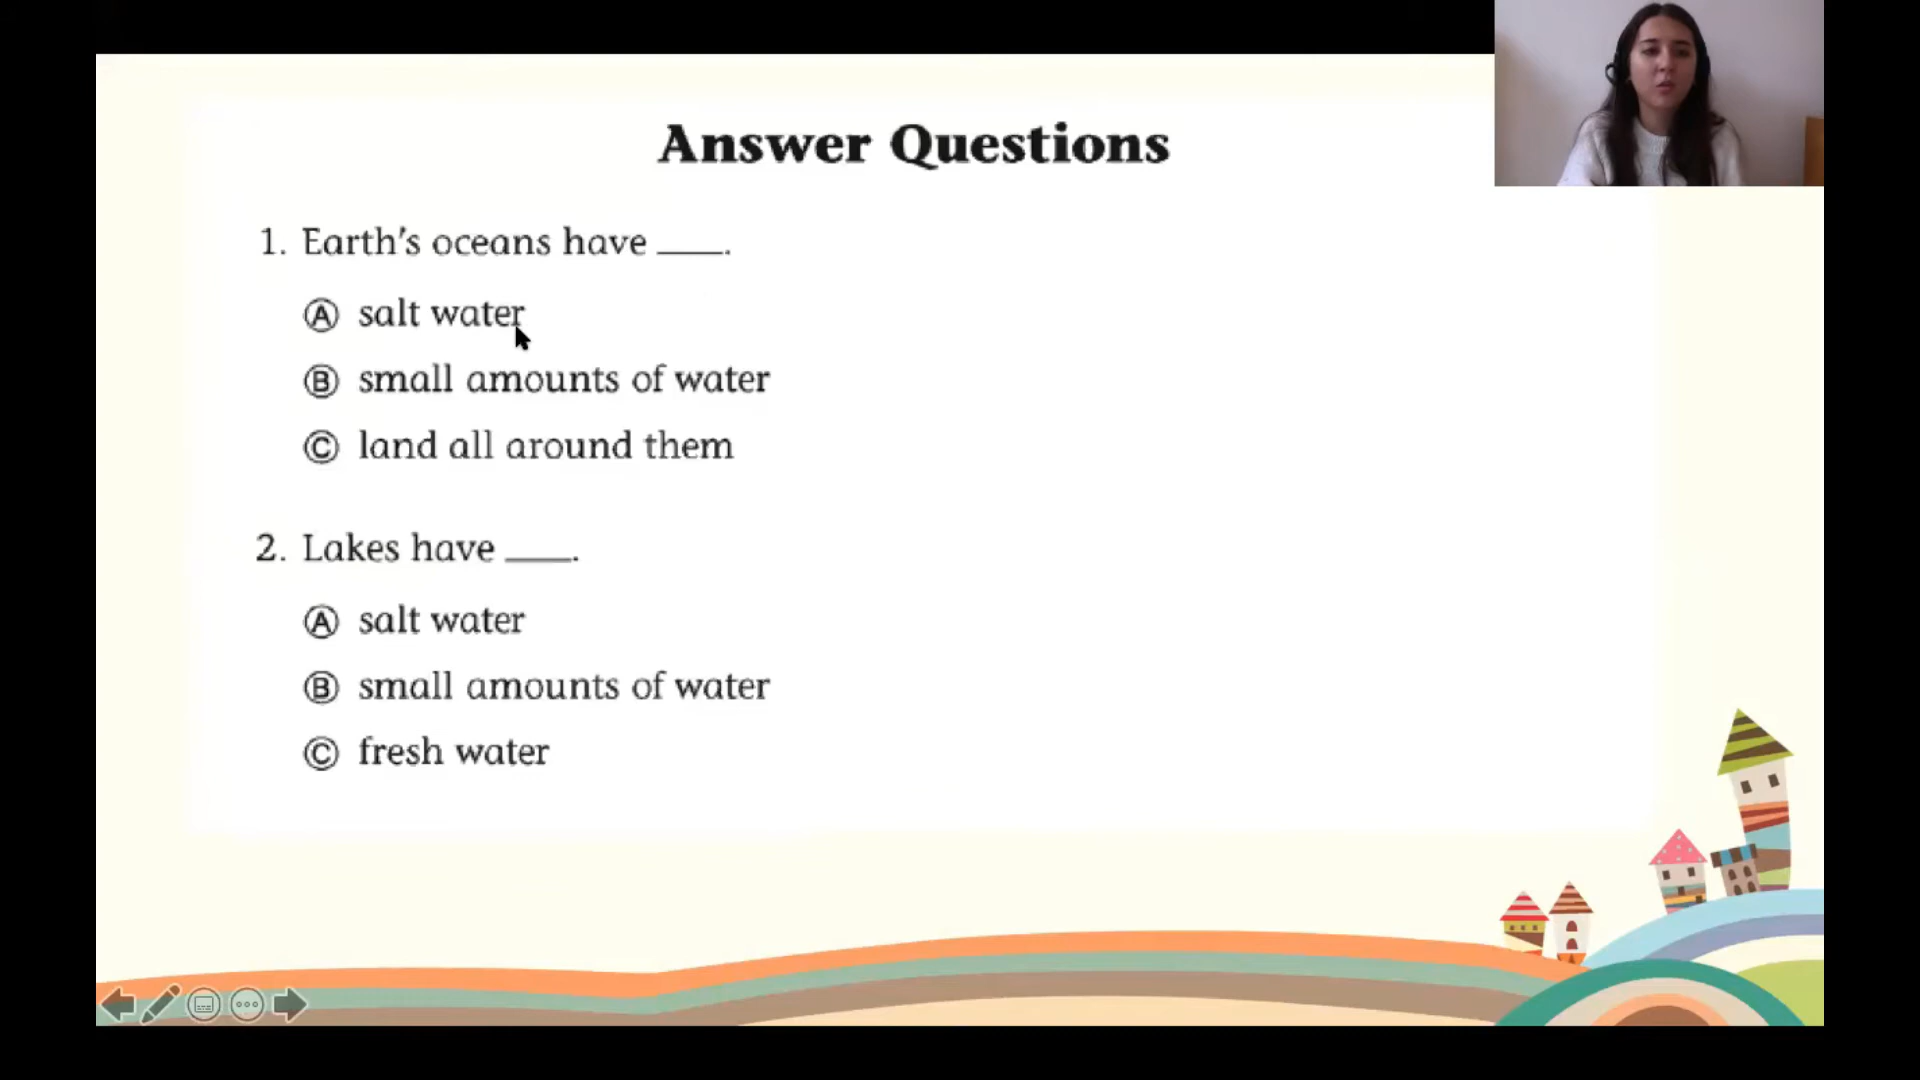 Answer Questions
1. Earth's oceans have ____.
Ⓐ salt water
Ⓑ small amounts of water
Ⓒ land all around them
2. Lakes have ____.
Ⓐ salt water
Ⓑ small amounts of water
Ⓒ fresh water